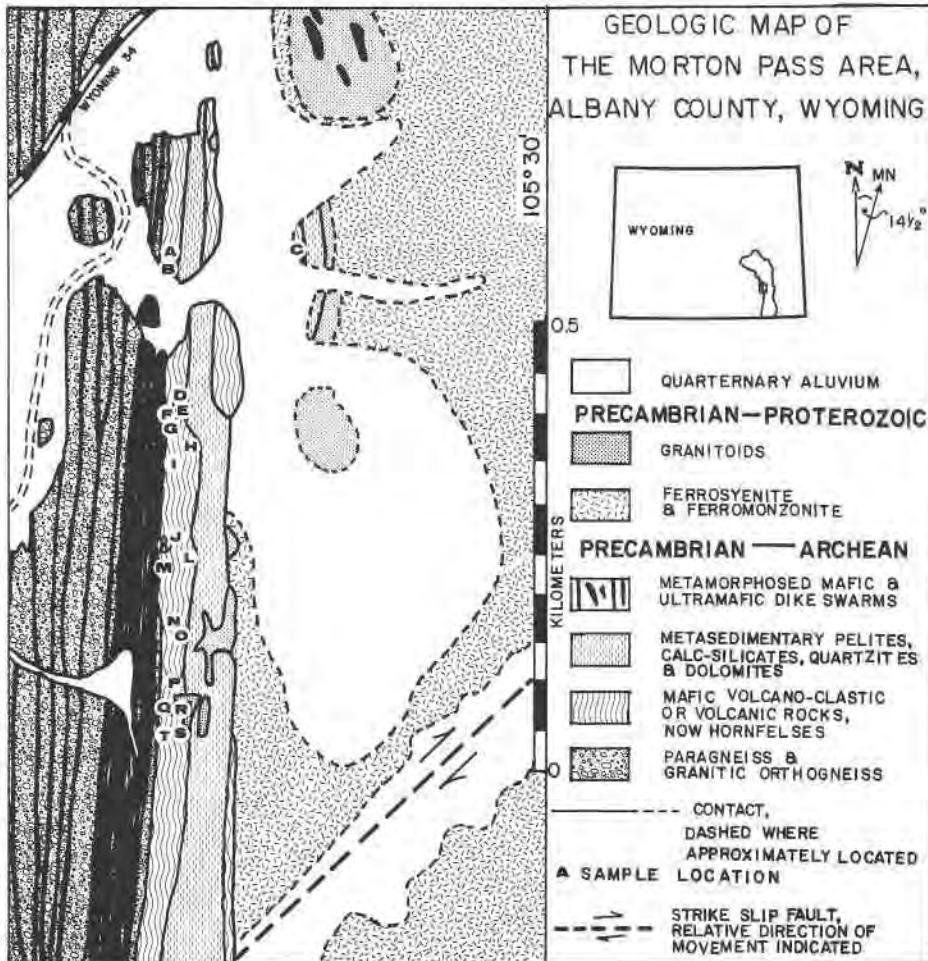 GEOLOGIC MAP OF
THE MORTON PASS AREA,
ALBANY COUNTY, WYOMING
WYOMING 34
105° 30'
N MN
14½°
WYOMING
A
B
C
D
E
F
G
H
I
J
L
M
N O
P
Q R
T S
0.5
KILOMETERS
0
QUARTERNARY ALUVIUM
PRECAMBRIAN—PROTEROZOIC
GRANITOIDS
FERROSYENITE
& FERROMONZONITE
PRECAMBRIAN — ARCHEAN
METAMORPHOSED MAFIC &
ULTRAMAFIC DIKE SWARMS
METASEDIMENTARY PELITES,
CALC-SILICATES, QUARTZITES
& DOLOMITES
MAFIC VOLCANO-CLASTIC
OR VOLCANIC ROCKS,
NOW HORNFELSES
PARAGNEISS &
GRANITIC ORTHOGNEISS
CONTACT,
DASHED WHERE
APPROXIMATELY LOCATED
A SAMPLE LOCATION
STRIKE SLIP FAULT,
RELATIVE DIRECTION OF
MOVEMENT INDICATED